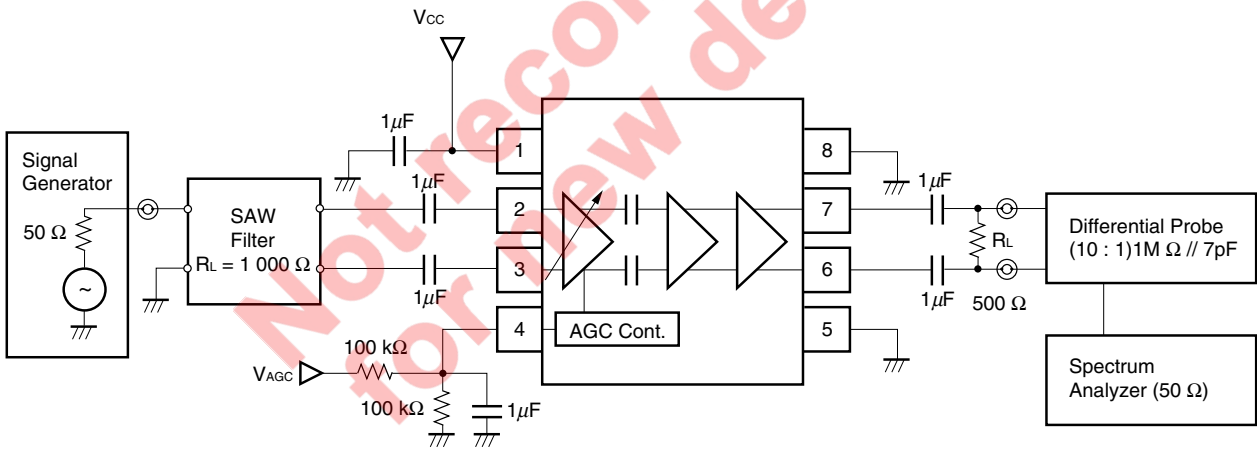 Not recom
for new de
VCC
1μF
Signal
Generator
50 Ω
~
SAW
Filter
RL = 1 000 Ω
1μF
1μF
1
2
3
4
AGC Cont.
8
7
6
5
VAGC
100 kΩ
100 kΩ
1μF
1μF
1μF
RL
500 Ω
Differential Probe
(10 : 1)1M Ω // 7pF
Spectrum
Analyzer (50 Ω)